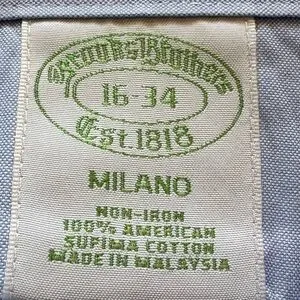 Brooks Brothers
16-34
Est.1818
MILANO
NON-IRON
100% AMERICAN
SUPIMA COTTON
MADE IN MALAYSIA